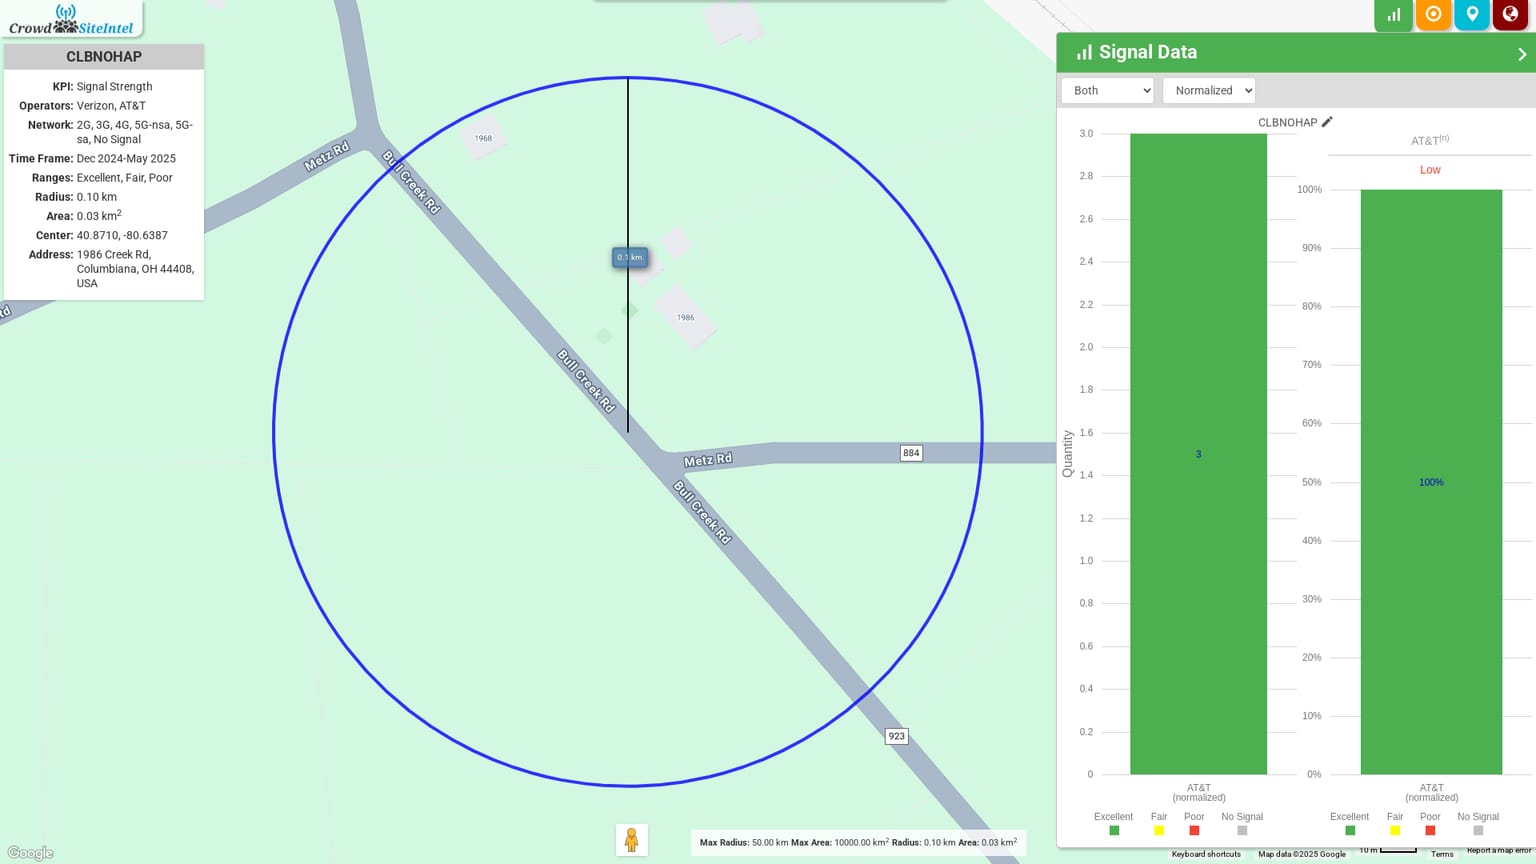 Crowd SiteIntel
CLBNOHAP
KPI: Signal Strength
Operators: Verizon, AT&T
Network: 2G, 3G, 4G, 5G-nsa, 5G-
sa, No Signal
Time Frame: Dec 2024-May 2025
Ranges: Excellent, Fair, Poor
Radius: 0.10 km
Area: 0.03 km²
Center: 40.8710, -80.6387
Address: 1986 Creek Rd,
Columbiana, OH 44408,
USA
Metz Rd
Bull Creek Rd
1968
0.1 km
1986
Bull Creek Rd
Metz Rd
884
Bull Creek Rd
923
Rd
Google
Max Radius: 50.00 km Max Area: 10000.00 km² Radius: 0.10 km Area: 0.03 km²
Signal Data
Both
Normalized
CLBNOHAP
Quantity
3.0
2.8
2.6
2.4
2.2
2.0
1.8
1.6
1.4
1.2
1.0
0.8
0.6
0.4
0.2
0
3
AT&T
(normalized)
Excellent Fair Poor No Signal
AT&T(n)
Low
100%
90%
80%
70%
60%
50%
40%
30%
20%
10%
0%
100%
AT&T
(normalized)
Excellent Fair Poor No Signal
Keyboard shortcuts
Map data ©2025 Google
10 m
Terms
Report a map error